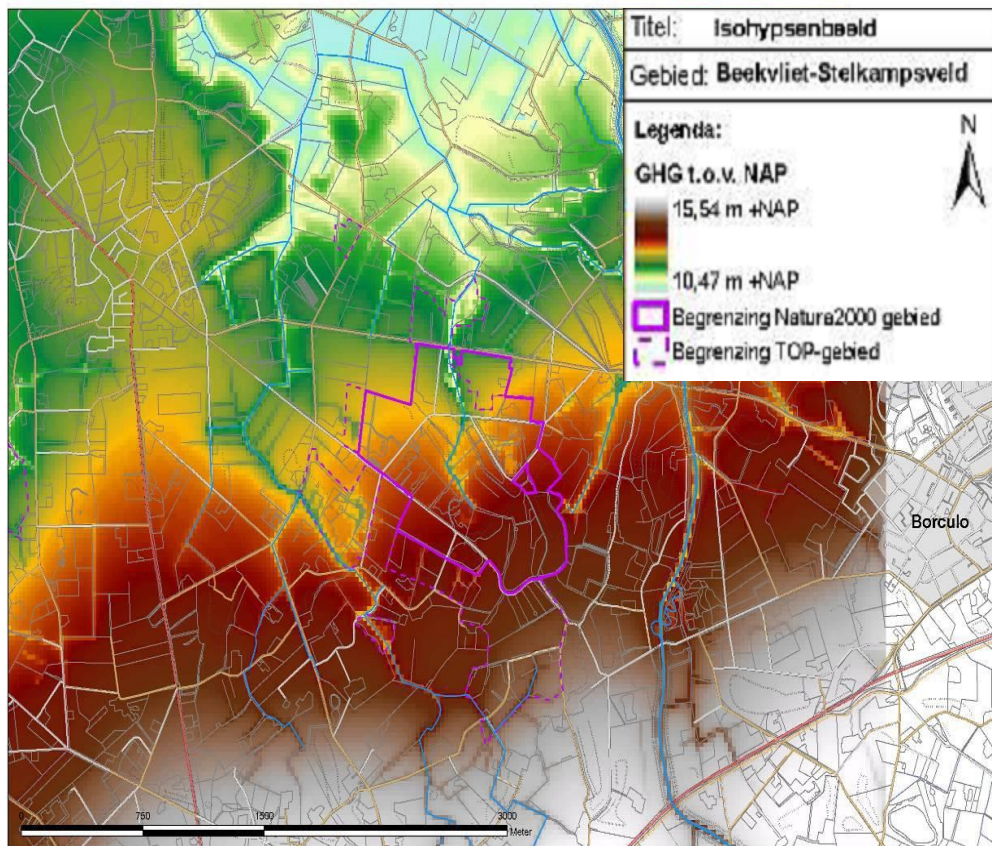 Titel: Isohypsenbeeld
Gebied: Beekvliet-Stelkampsveld
Legenda:
N
GHG t.o.v. NAP
15,54 m +NAP
10,47 m +NAP
Begrenzing Natura2000 gebied
Begrenzing TOP-gebied
Borculo
0 750 1500 3000
Meter